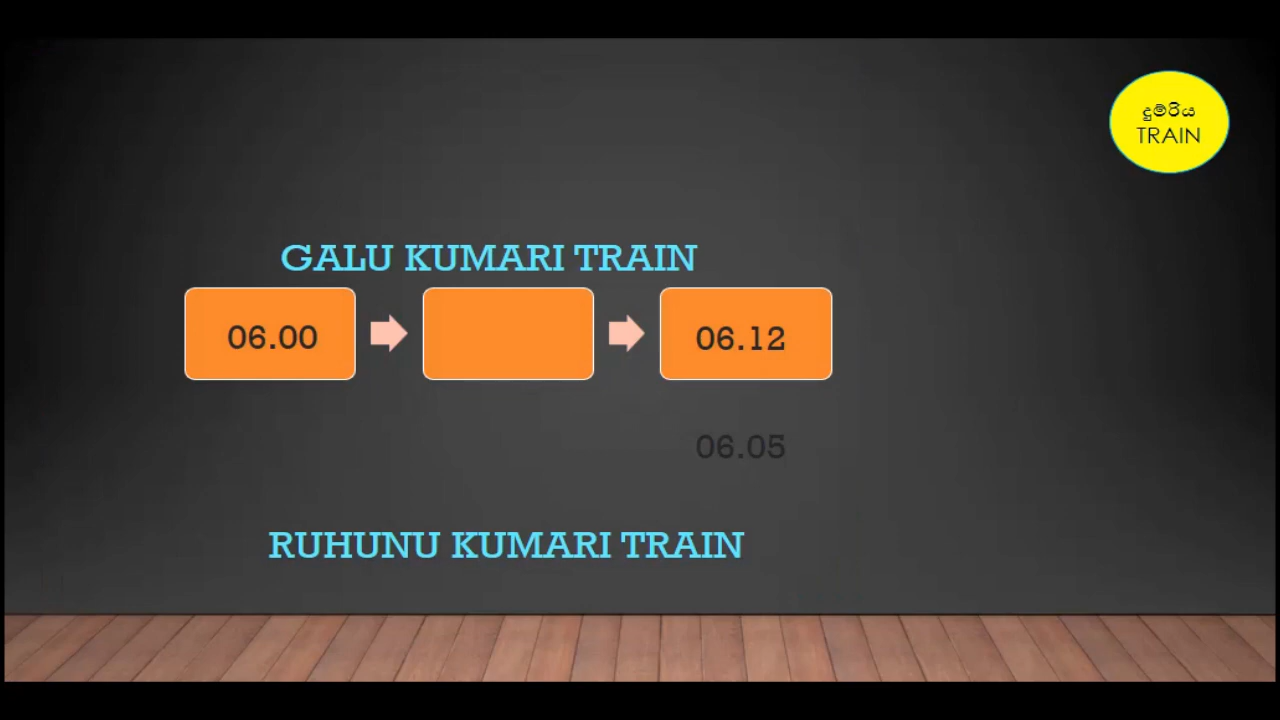 දුම්රිය
TRAIN
GALU KUMARI TRAIN
06.00
06.12
06.05
RUHUNU KUMARI TRAIN